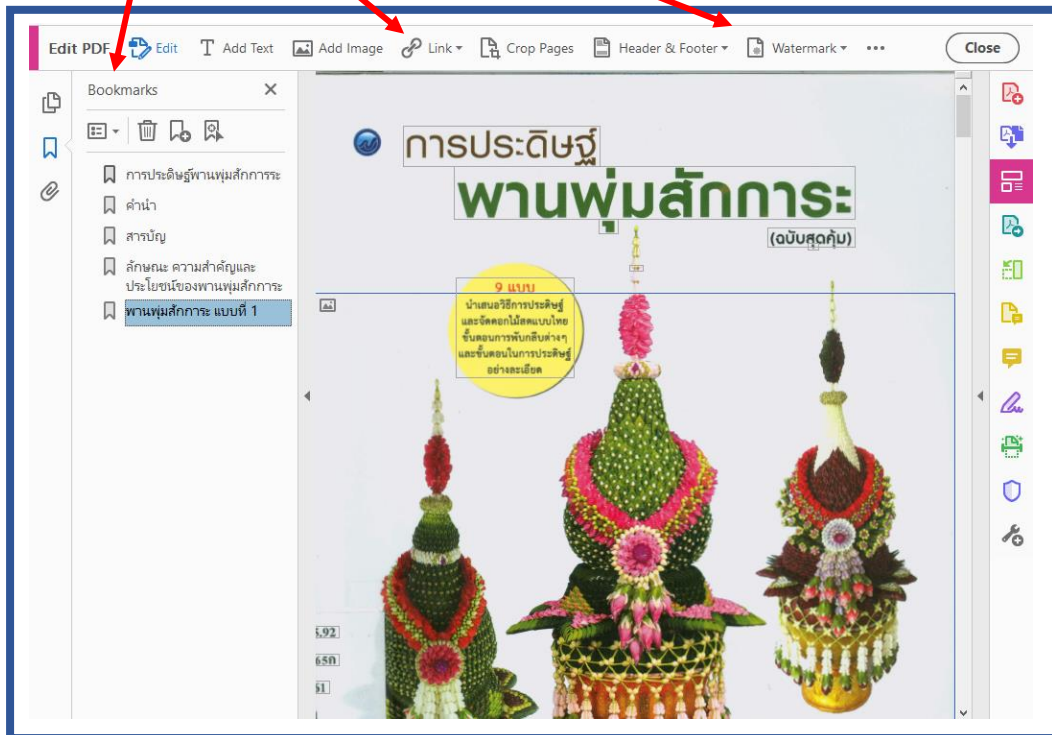 Edit PDF Edit Add Text Add Image Link Crop Pages Header & Footer Watermark Close
Bookmarks
การประดิษฐ์พานพุ่มสักการระ
คำนำ
สารบัญ
ลักษณะ ความสำคัญและ
ประโยชน์ของพานพุ่มสักการะ
พานพุ่มสักการะ แบบที่ 1
การประดิษฐ์
พานพุ่มสักการะ
(ฉบับสุดคุ้ม)
9 แบบ
นำเสนอวิธีการประดิษฐ์
และจัดดอกไม้สดแบบไทย
ขั้นตอนการพับกลีบต่างๆ
และขั้นตอนในการประดิษฐ์
อย่างละเอียด
5.92
65ก
51